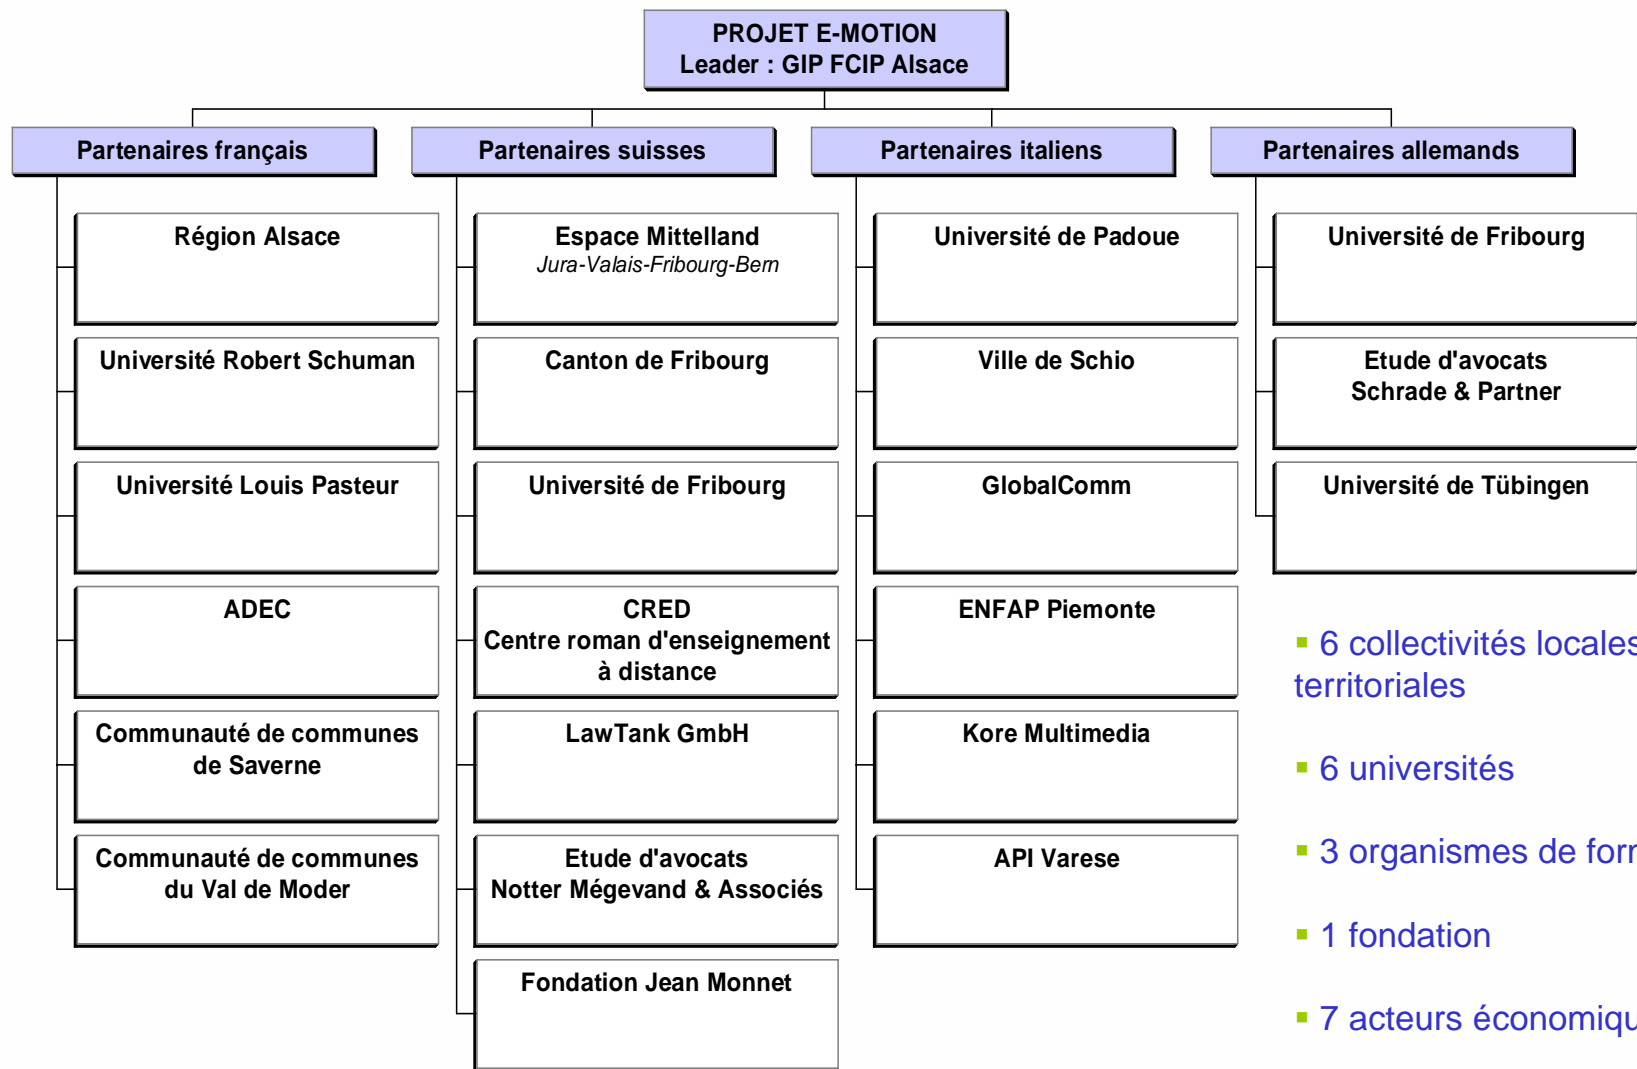 PROJET E-MOTION
Leader : GIP FCIP Alsace
Partenaires français
Partenaires suisses
Partenaires italiens
Partenaires allemands
Région Alsace
Université Robert Schuman
Université Louis Pasteur
ADEC
Communauté de communes
de Saverne
Communauté de communes
du Val de Moder
Espace Mittelland
Jura-Valais-Fribourg-Bern
Canton de Fribourg
Université de Fribourg
CRED
Centre roman d'enseignement
à distance
LawTank GmbH
Etude d'avocats
Notter Mégevand & Associés
Fondation Jean Monnet
Université de Padoue
Ville de Schio
GlobalComm
ENFAP Piemonte
Kore Multimedia
API Varese
Université de Fribourg
Etude d'avocats
Schrade & Partner
Université de Tübingen
▪ 6 collectivités locales
territoriales
▪ 6 universités
▪ 3 organismes de
▪ 1 fondation
▪ 7 acteurs